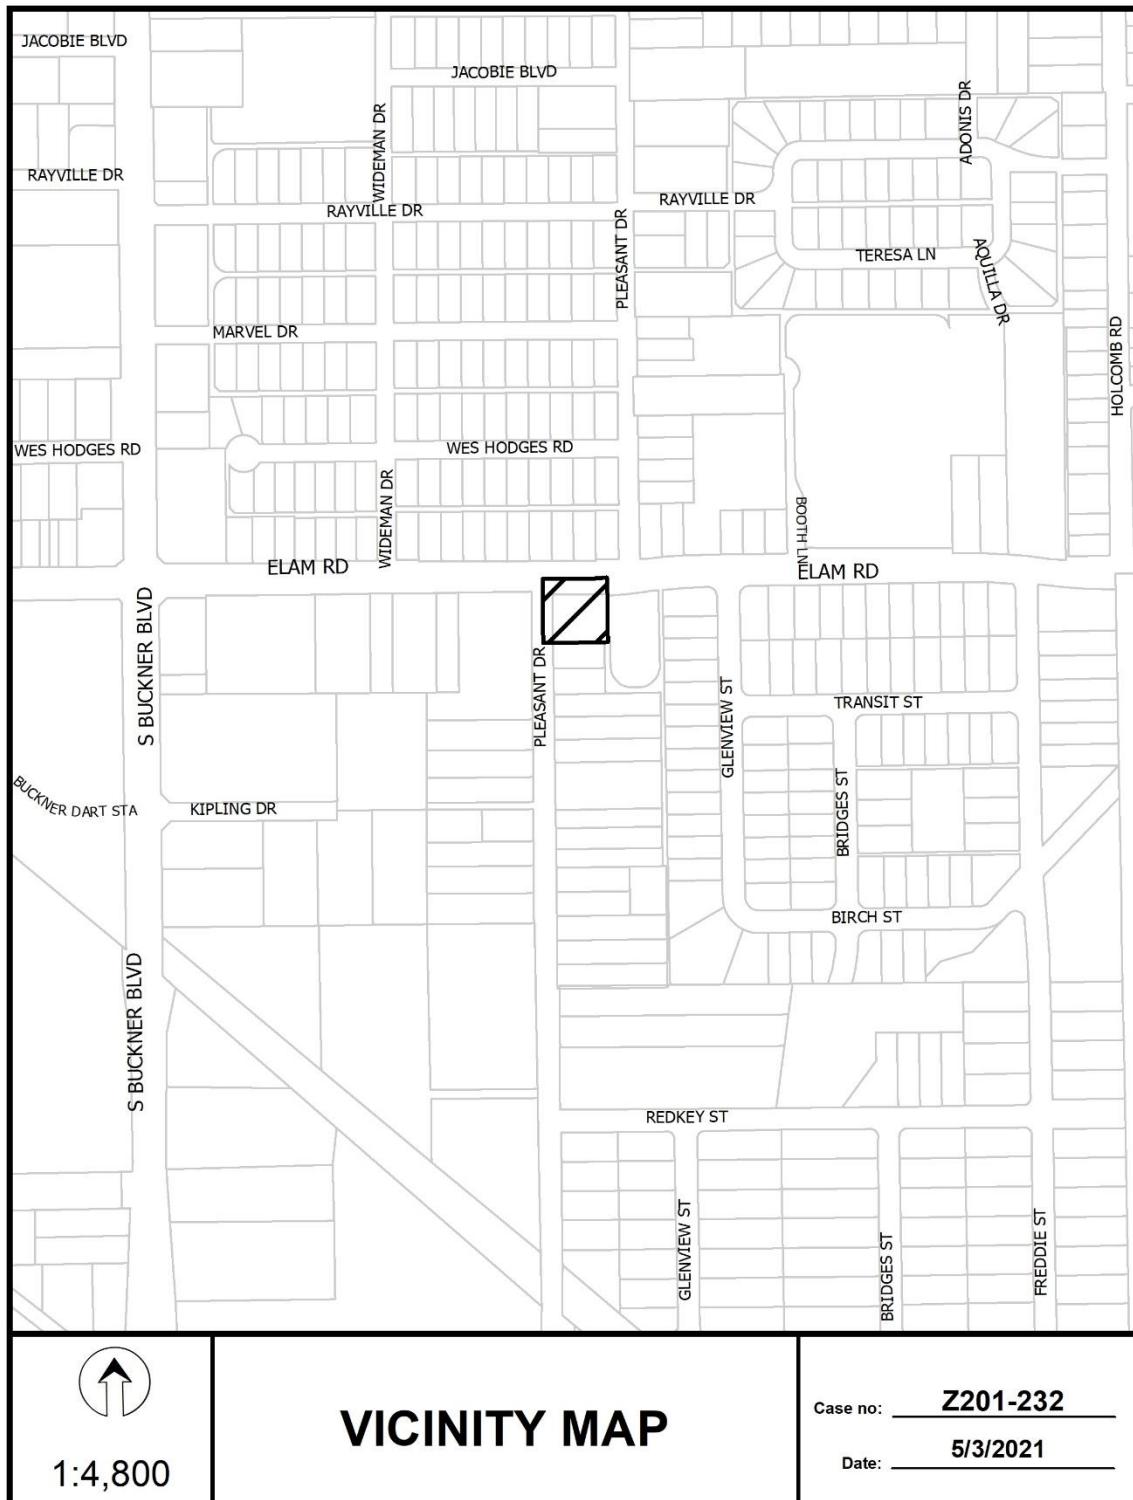 JACOBIE BLVD
JACOBIE BLVD
WIDEMAN DR
ADONIS DR
RAYVILLE DR
RAYVILLE DR
RAYVILLE DR
PLEASANT DR
TERESA LN
AQUILLA DR
MARVEL DR
HOLCOMB RD
WES HODGES RD
WES HODGES RD
WIDEMAN DR
BOOTH LN
ELAM RD
ELAM RD
S BUCKNER BLVD
PLEASANT DR
GLENVIEW ST
TRANSIT ST
BUCKNER DART STA
KIPLING DR
BRIDGES ST
BIRCH ST
S BUCKNER BLVD
REDKEY ST
GLENVIEW ST
BRIDGES ST
FREDDIE ST
1:4,800
VICINITY MAP
Case no: Z201-232
Date: 5/3/2021